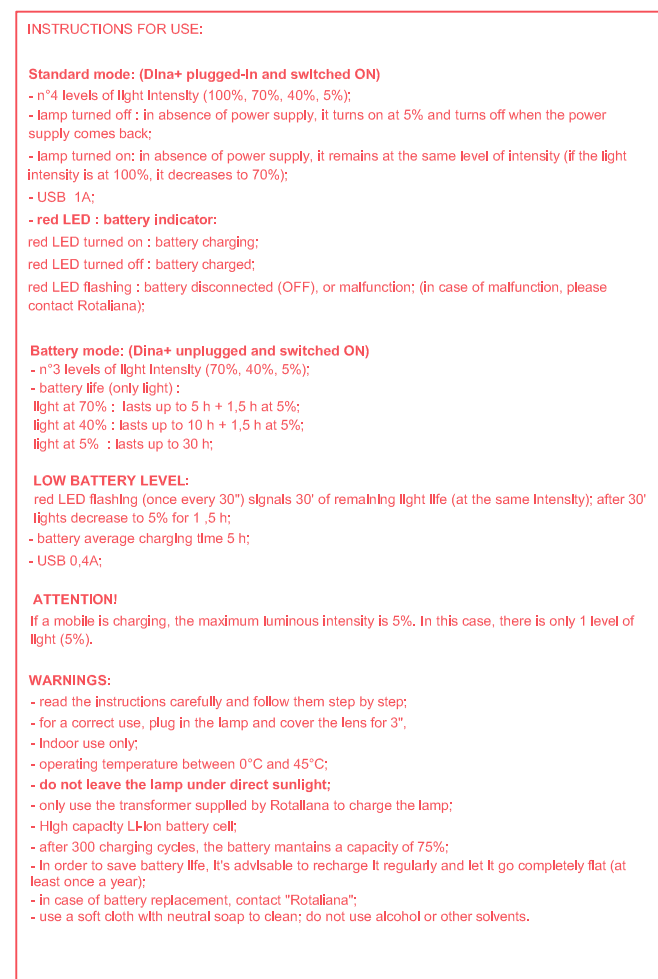 INSTRUCTIONS FOR USE:
Standard mode: (Dina+ plugged-in and switched ON)
- n°4 levels of light intensity (100%, 70%, 40%, 5%);
- lamp turned off : in absence of power supply, it turns on at 5% and turns off when the power
supply comes back;
- lamp turned on: in absence of power supply, it remains at the same level of intensity (if the light
intensity is at 100%, it decreases to 70%);
- USB 1A;
- red LED : battery indicator:
red LED turned on : battery charging;
red LED turned off : battery charged;
red LED flashing : battery disconnected (OFF), or malfunction; (in case of malfunction, please
contact Rotaliana);
Battery mode: (Dina+ unplugged and switched ON)
- n°3 levels of light intensity (70%, 40%, 5%);
- battery life (only light) :
light at 70% : lasts up to 5 h + 1,5 h at 5%;
light at 40% : lasts up to 10 h + 1,5 h at 5%;
light at 5% : lasts up to 30 h;
LOW BATTERY LEVEL:
red LED flashing (once every 30") signals 30' of remaining light life (at the same intensity); after 30'
lights decrease to 5% for 1 ,5 h;
- battery average charging time 5 h;
- USB 0,4A;
ATTENTION!
If a mobile is charging, the maximum luminous intensity is 5%. In this case, there is only 1 level of
light (5%).
WARNINGS:
- read the instructions carefully and follow them step by step;
- for a correct use, plug in the lamp and cover the lens for 3",
- Indoor use only;
- operating temperature between 0°C and 45°C;
- do not leave the lamp under direct sunlight;
- only use the transformer supplied by Rotaliana to charge the lamp;
- High capacity Li-Ion battery cell;
- after 300 charging cycles, the battery mantains a capacity of 75%;
- In order to save battery life, it's advisable to recharge it regularly and let it go completely flat (at
least once a year);
- in case of battery replacement, contact "Rotaliana";
- use a soft cloth with neutral soap to clean; do not use alcohol or other solvents.